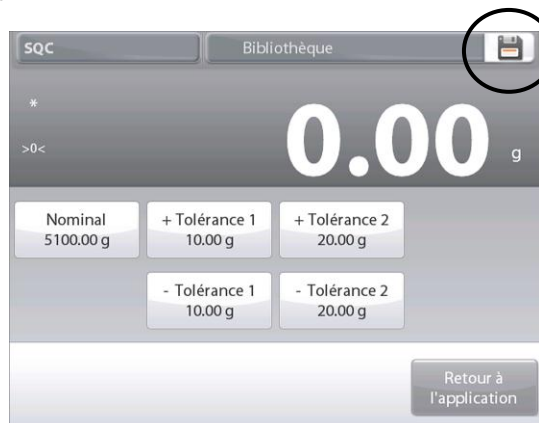 SQC
Bibliothèque
*
0.00 g
>0<
Nominal
5100.00 g
+ Tolérance 1
10.00 g
+ Tolérance 2
20.00 g
- Tolérance 1
10.00 g
- Tolérance 2
20.00 g
Retour à
l'application